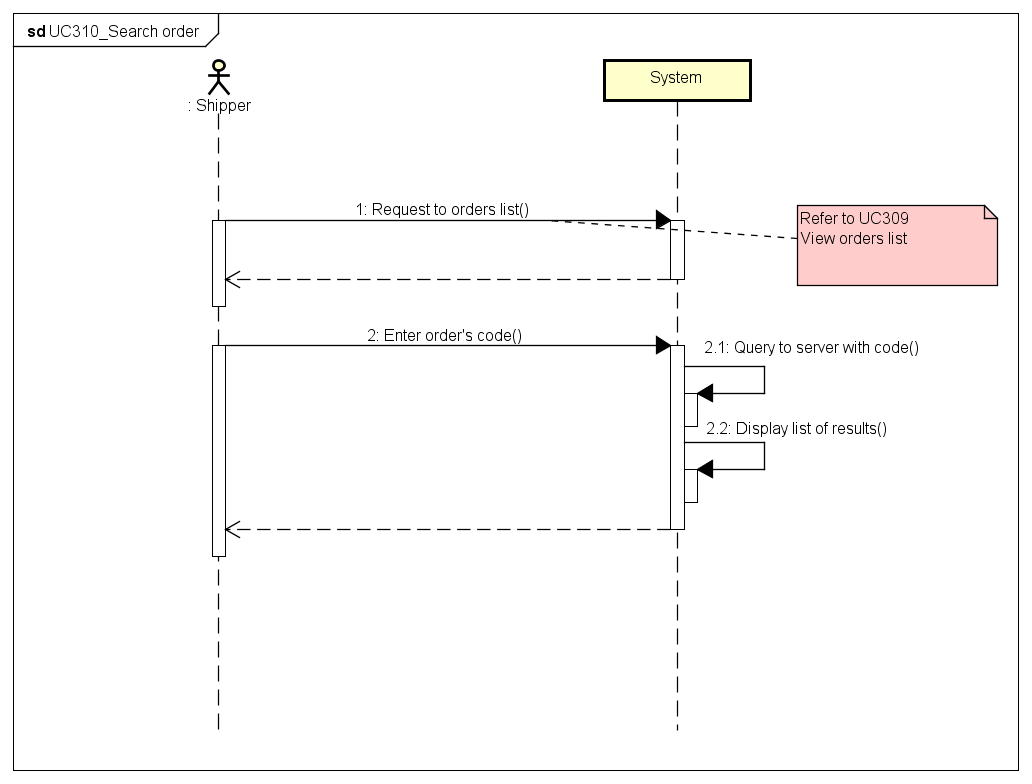 sd UC310_Search order
: Shipper
System
1: Request to orders list()
Refer to UC309
View orders list
2: Enter order's code()
2.1: Query to server with code()
2.2: Display list of results()